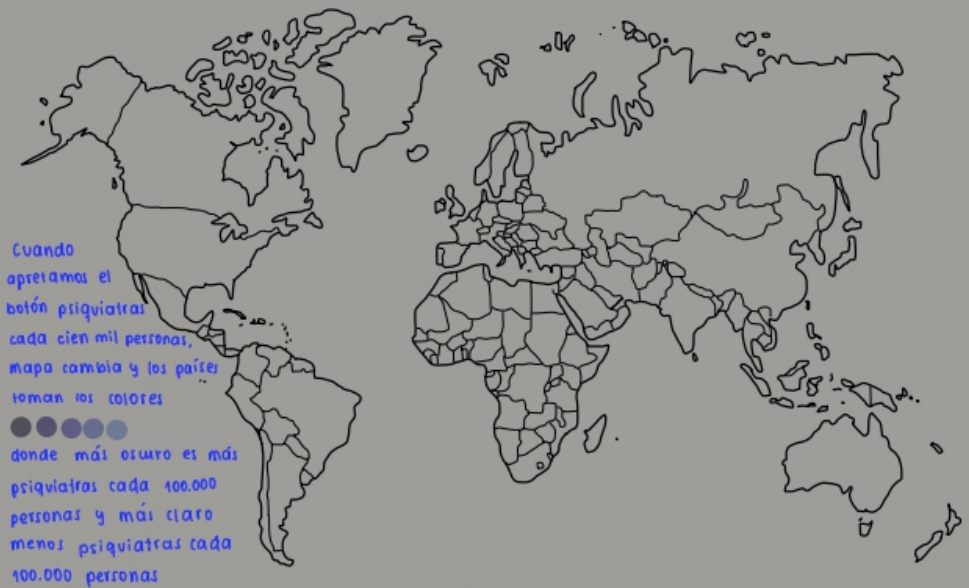 Cuando
apretamos el
botón psiquiatras
cada cien mil personas,
mapa cambia y los países
toman los colores
donde más oscuro es más
psiquiatras cada 100.000
personas y más claro
menos psiquiatras cada
100.000 personas